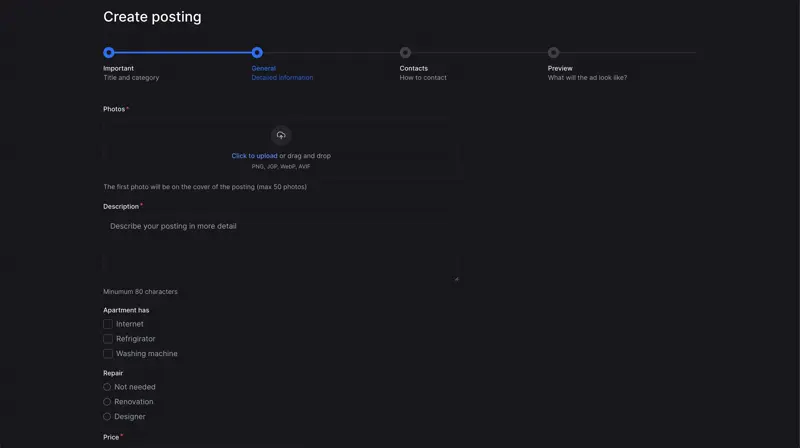 Create posting
Important
Title and category
General
Detailed information
Contacts
How to contact
Preview
What will the ad look like?
Photos *
Click to upload or drag and drop
PNG, JGP, WebP, AVIF
The first photo will be on the cover of the posting (max 50 photos)
Description *
Describe your posting in more detail
Minumum 80 characters
Apartment has
Internet
Refrigirator
Washing machine
Repair
Not needed
Renovation
Designer
Price *